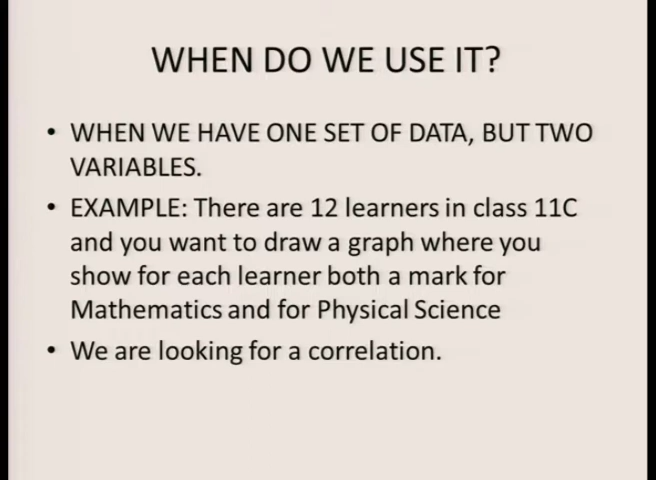 WHEN DO WE USE IT?
• WHEN WE HAVE ONE SET OF DATA, BUT TWO
VARIABLES.
• EXAMPLE: There are 12 learners in class 11C
and you want to draw a graph where you
show for each learner both a mark for
Mathematics and for Physical Science
• We are looking for a correlation.